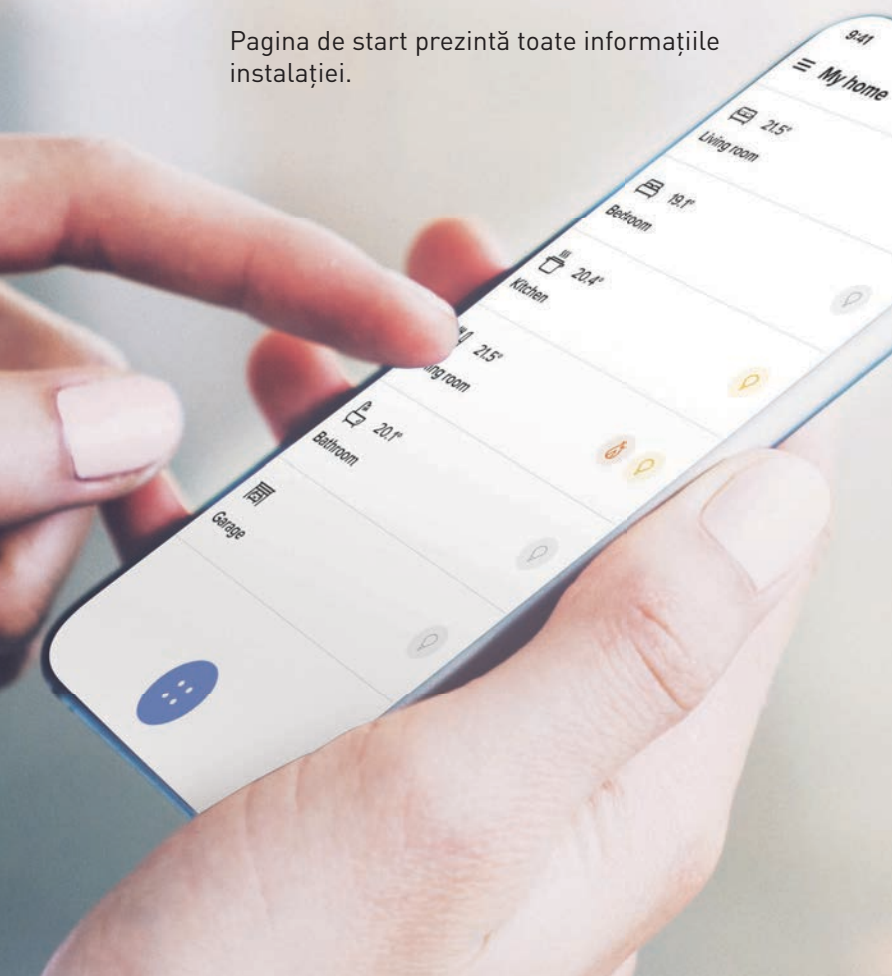 Pagina de start prezintă toate informațiile
instalației.
9:41
My home
21.5°
Living room
19.1°
Bedroom
20.4°
Kitchen
21.5°
room
20.1°
Bathroom
Garage